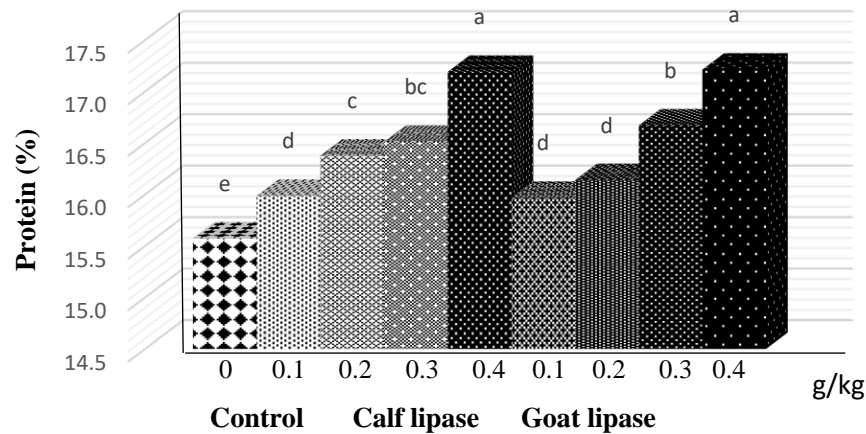 Protein (%)
17.5
17.0
16.5
16.0
15.5
15.0
14.5
e
d
c
bc
a
d
d
b
a
0 0.1 0.2 0.3 0.4 0.1 0.2 0.3 0.4
g/kg
Control Calf lipase Goat lipase